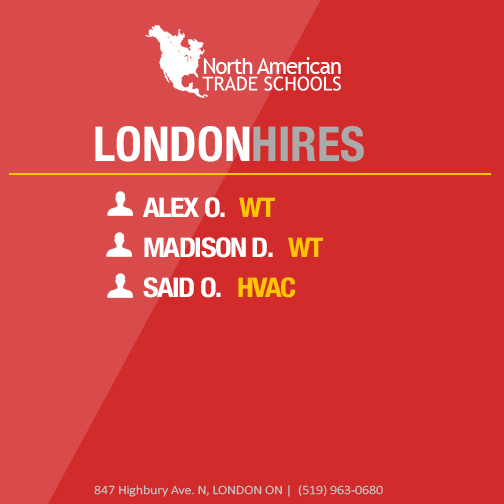 North American
TRADE SCHOOLS
LONDONHIRES
ALEX O. WT
MADISON D. WT
SAID O. HVAC
847 Highbury Ave. N, LONDON ON | (519) 963-0680